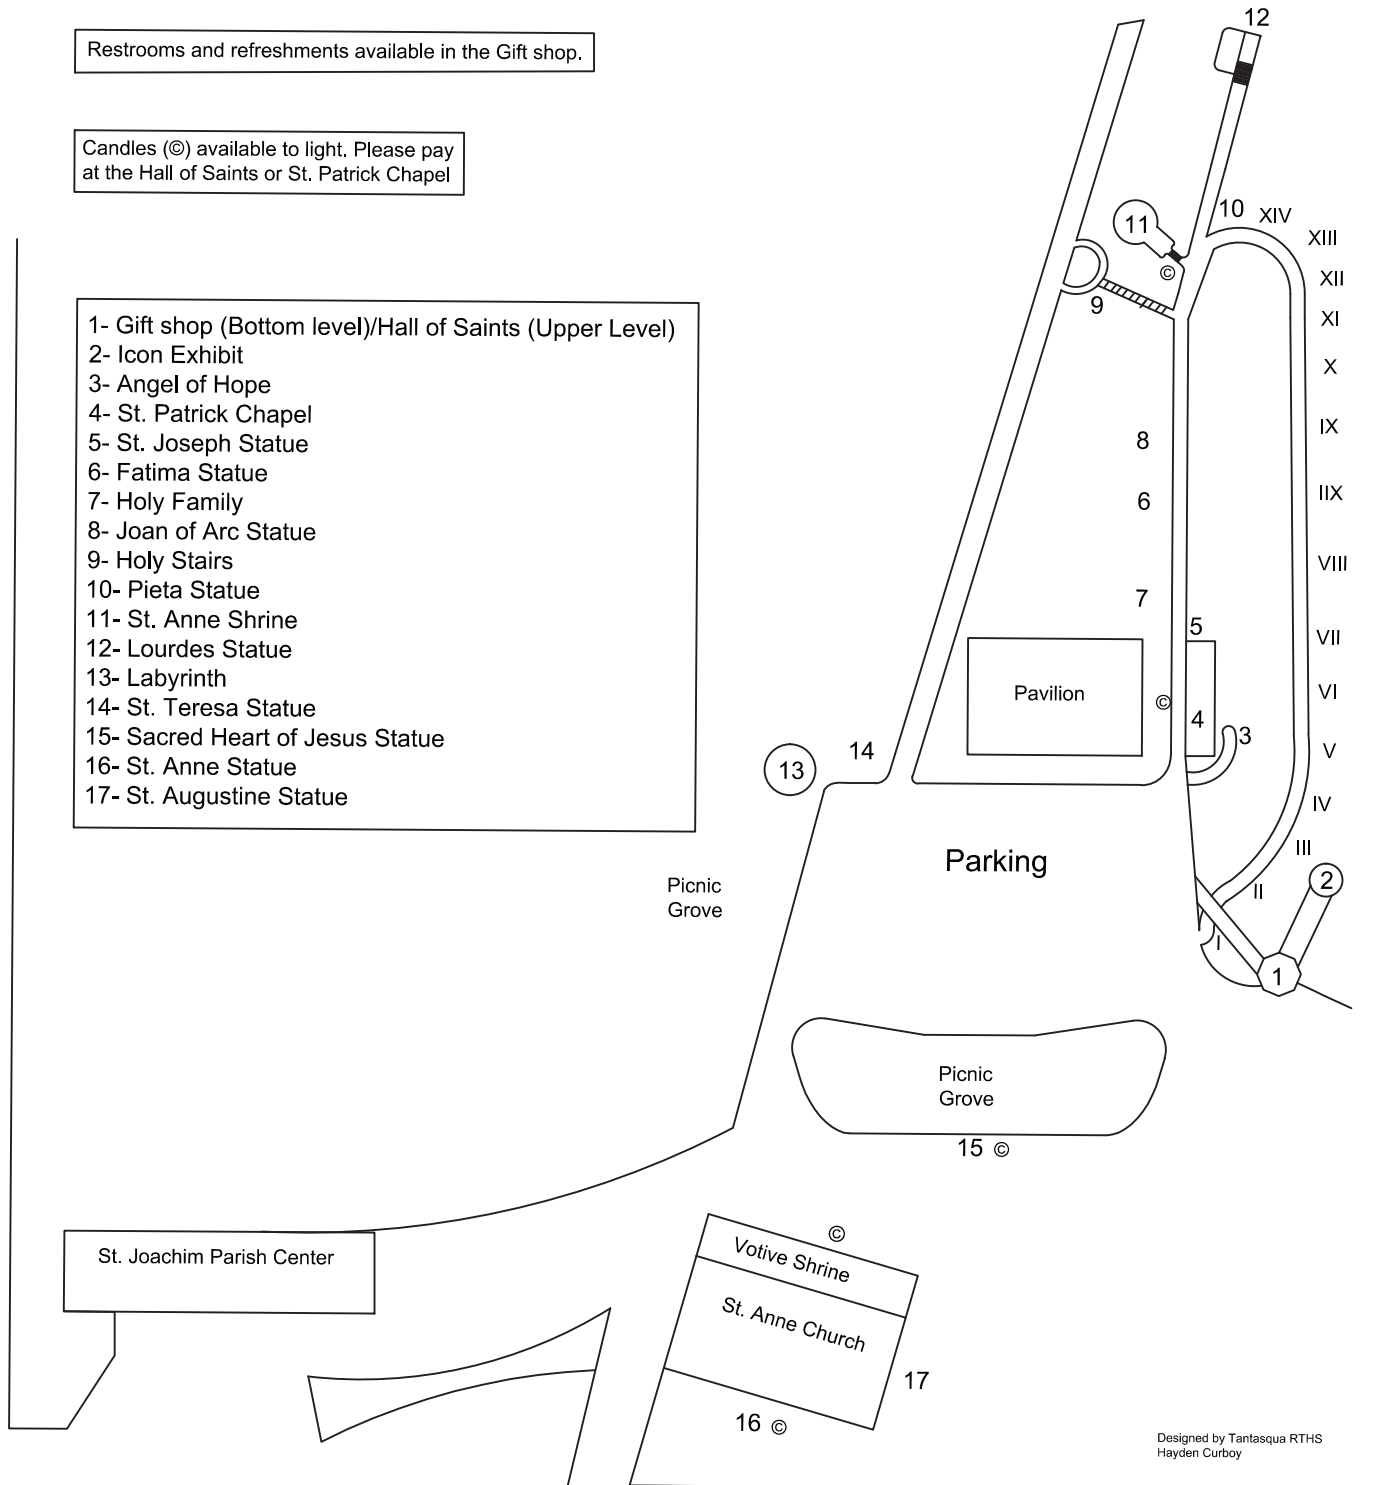 Restrooms and refreshments available in the Gift shop.
Candles (©) available to light. Please pay
at the Hall of Saints or St. Patrick Chapel
1- Gift shop (Bottom level)/Hall of Saints (Upper Level)
2- Icon Exhibit
3- Angel of Hope
4- St. Patrick Chapel
5- St. Joseph Statue
6- Fatima Statue
7- Holy Family
8- Joan of Arc Statue
9- Holy Stairs
10- Pieta Statue
11- St. Anne Shrine
12- Lourdes Statue
13- Labyrinth
14- St. Teresa Statue
15- Sacred Heart of Jesus Statue
16- St. Anne Statue
17- St. Augustine Statue
12
10
XIV
11
XIII
©
XII
9
XI
X
8
IX
6
IIX
VIII
7
5
VII
Pavilion
©
4
VI
14
3
V
13
IV
Parking
III
Picnic
Grove
II
2
I
1
Picnic
Grove
15 ©
©
Votive Shrine
St. Anne Church
17
16 ©
St. Joachim Parish Center
Designed by Tantasqua RTHS
Hayden Curboy